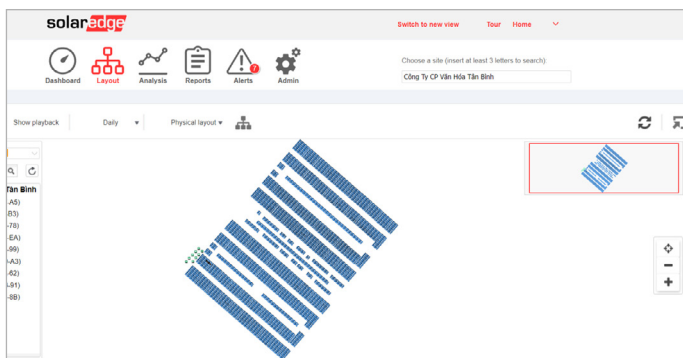 solaredge
Switch to new view Tour Home
Dashboard Layout Analysis Reports Alerts Admin
Choose a site (insert at least 3 letters to search):
Công Ty CP Văn Hóa Tân Bình
Show playback Daily Physical layout
Tân Bình
-A5)
-B3)
-78)
-EA)
-99)
-A3)
-62)
-91)
-8B)